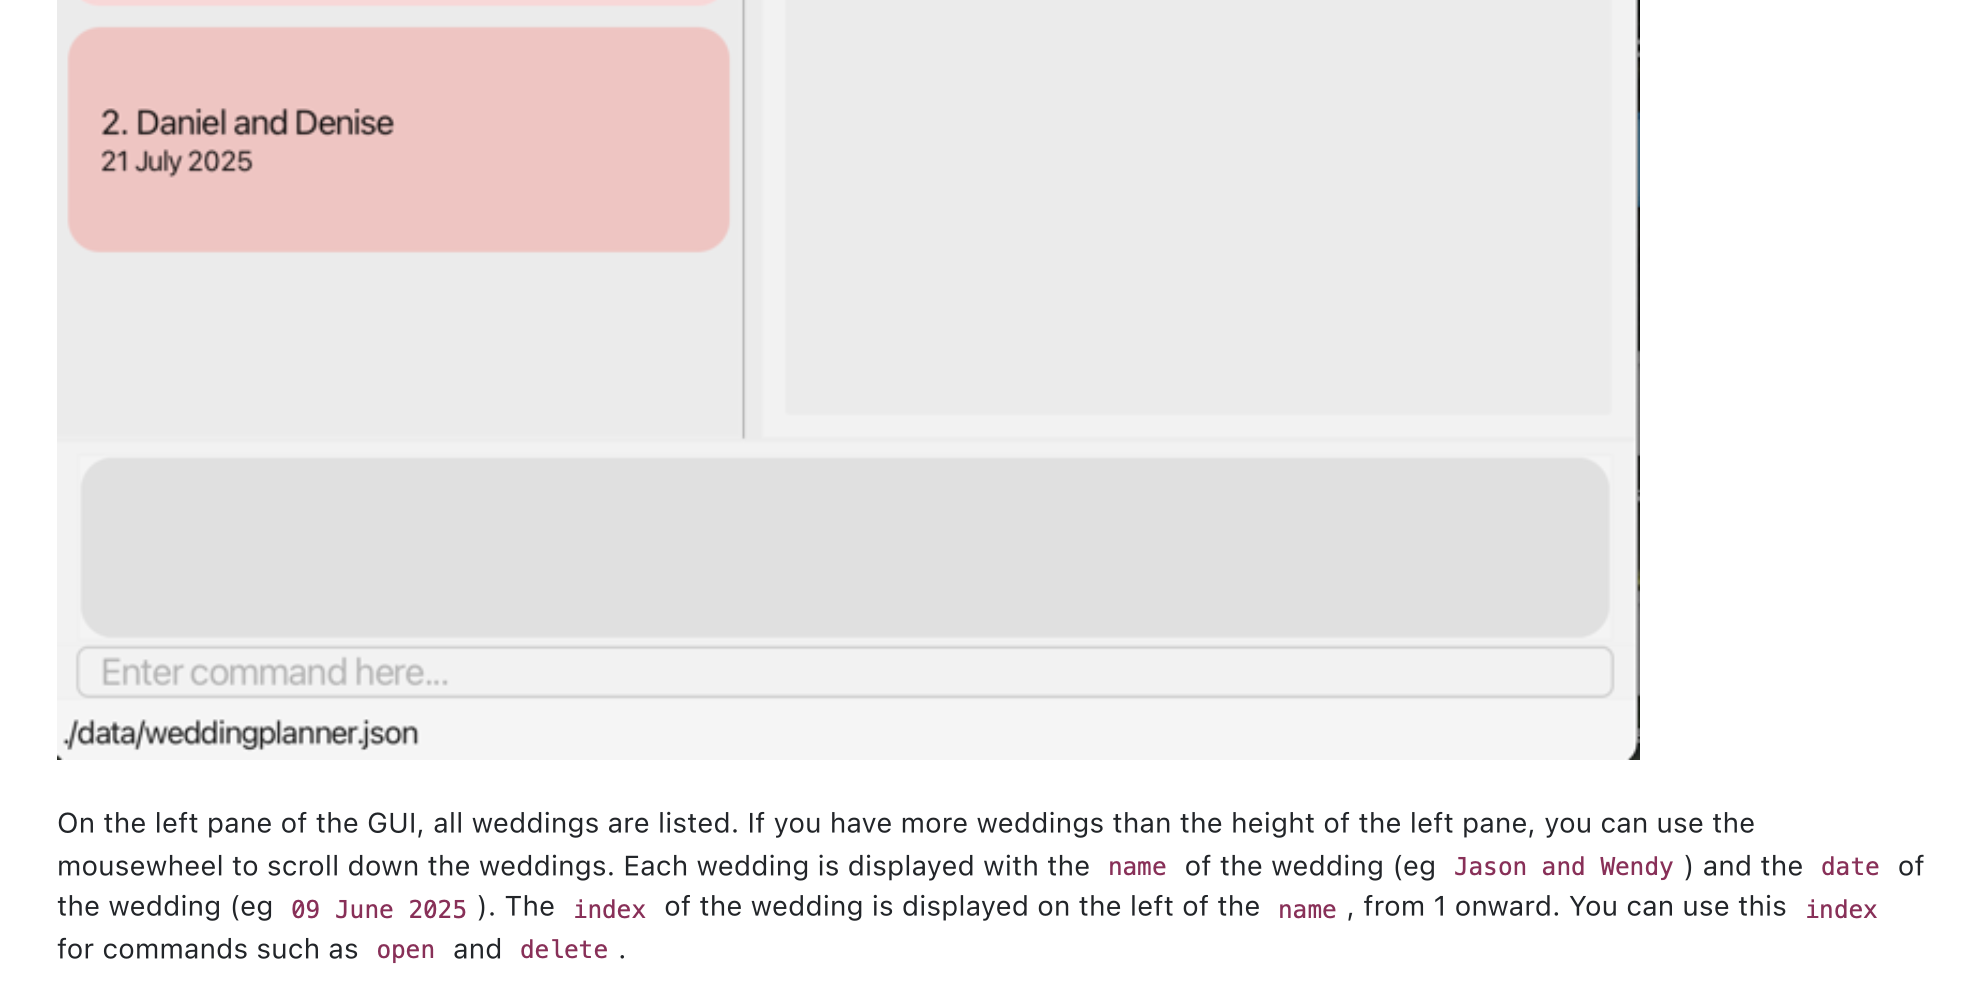 2. Daniel and Denise
21 July 2025
Enter command here...
./data/weddingplanner.json
On the left pane of the GUI, all weddings are listed. If you have more weddings than the height of the left pane, you can use the
mousewheel to scroll down the weddings. Each wedding is displayed with the name of the wedding (eg Jason and Wendy ) and the date of
the wedding (eg 09 June 2025 ). The index of the wedding is displayed on the left of the name , from 1 onward. You can use this index
for commands such as open and delete .